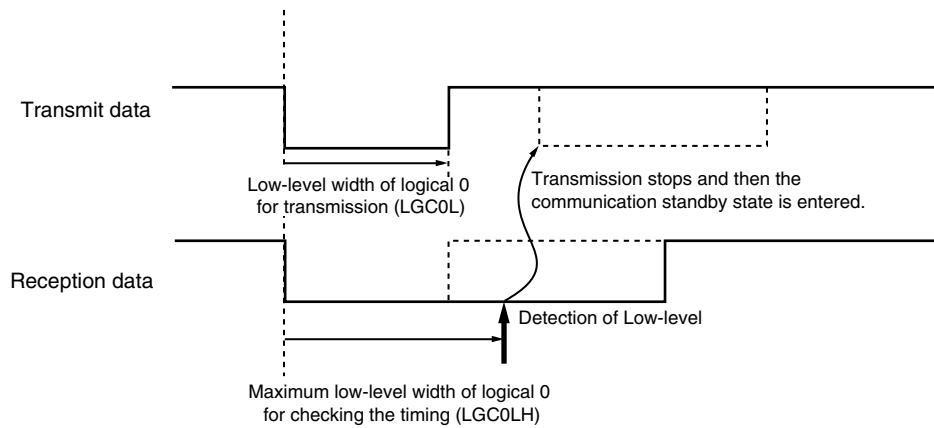 Transmit data
Low-level width of logical 0
for transmission (LGC0L)
Transmission stops and then the
communication standby state is entered.
Reception data
Detection of Low-level
Maximum low-level width of logical 0
for checking the timing (LGC0LH)